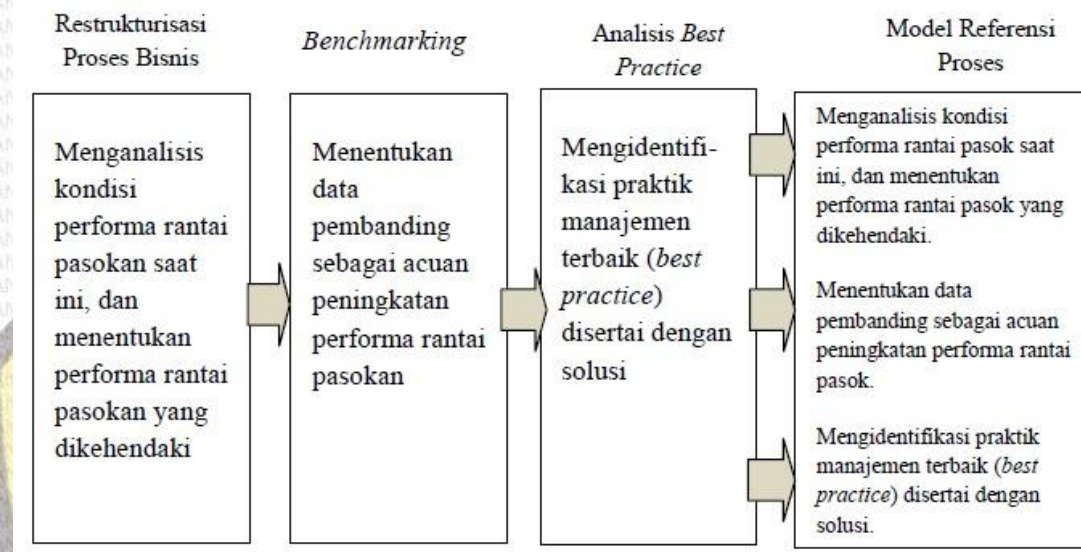 Restrukturisasi
Proses Bisnis
Benchmarking
Analisis Best
Practice
Model Referensi
Proses
Menganalisis
kondisi
performa rantai
pasokan saat
ini, dan
menentukan
performa rantai
pasokan yang
dikehendaki
Menentukan
data
pembanding
sebagai acuan
peningkatan
performa rantai
pasokan
Mengidentifi-
kasi praktik
manajemen
terbaik (best
practice)
disertai dengan
solusi
Menganalisis kondisi
performa rantai pasok saat
ini, dan menentukan
performa rantai pasok yang
dikehendaki.
Menentukan data
pembanding sebagai acuan
peningkatan performa rantai
pasok.
Mengidentifikasi praktik
manajemen terbaik (best
practice) disertai dengan
solusi.